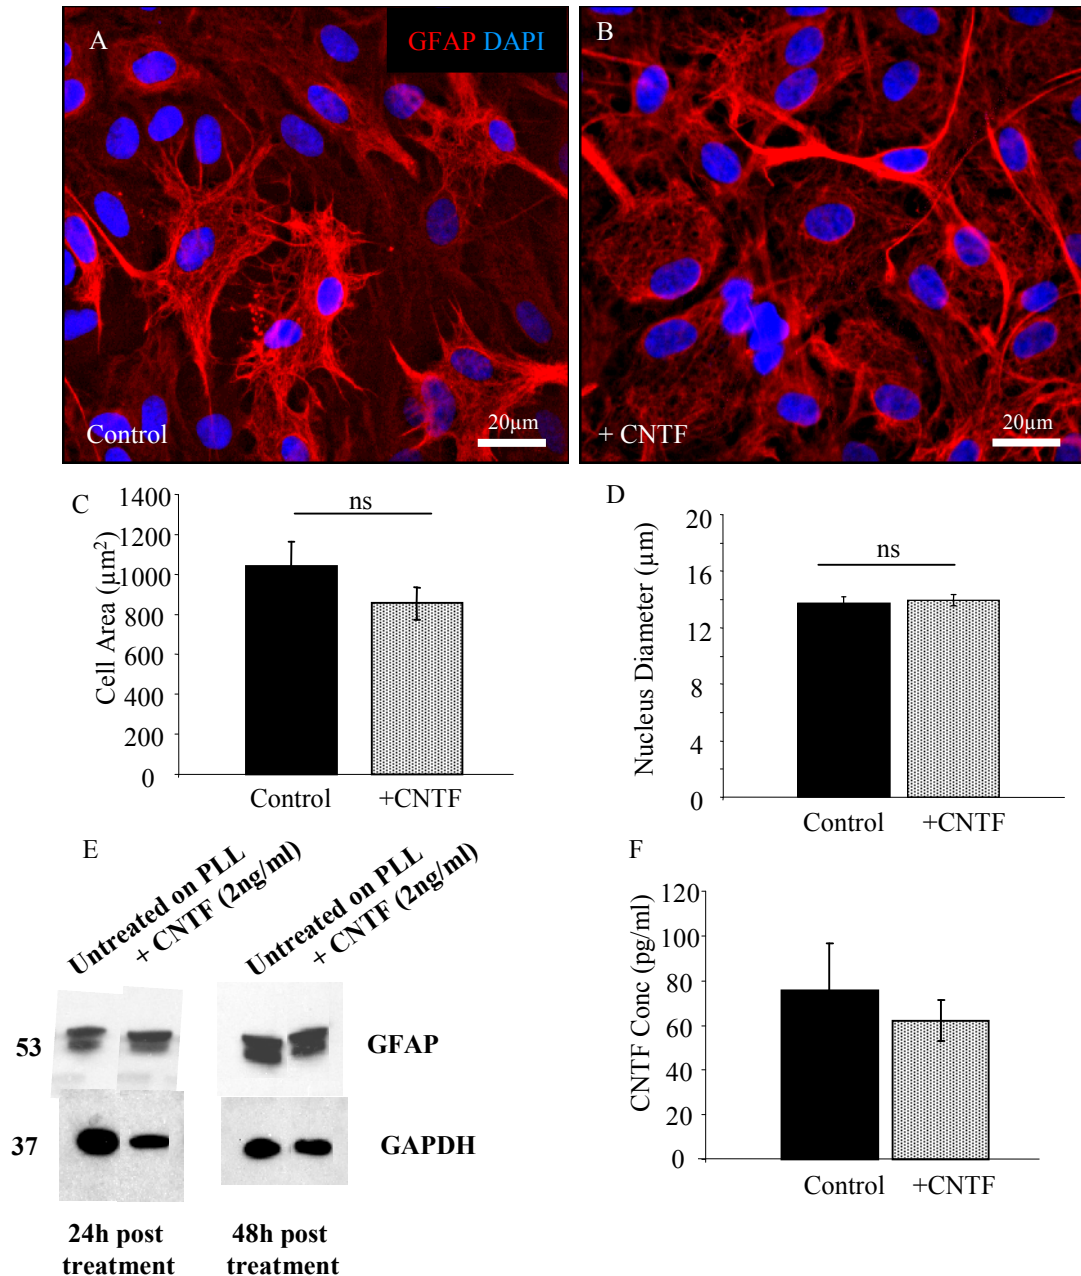 A
GFAP DAPI
Control
20μm
B
+ CNTF
20μm
C
Cell Area (μm²)
1400
1200
1000
800
600
400
200
0
ns
Control
+CNTF
D
Nucleus Diameter (μm)
20
16
12
8
4
0
ns
Control
+CNTF
E
Untreated on PLL
+ CNTF (2ng/ml)
Untreated on PLL
+ CNTF (2ng/ml)
53
GFAP
37
GAPDH
24h post
treatment
48h post
treatment
F
CNTF Conc (pg/ml)
120
100
80
60
40
20
0
Control
+CNTF